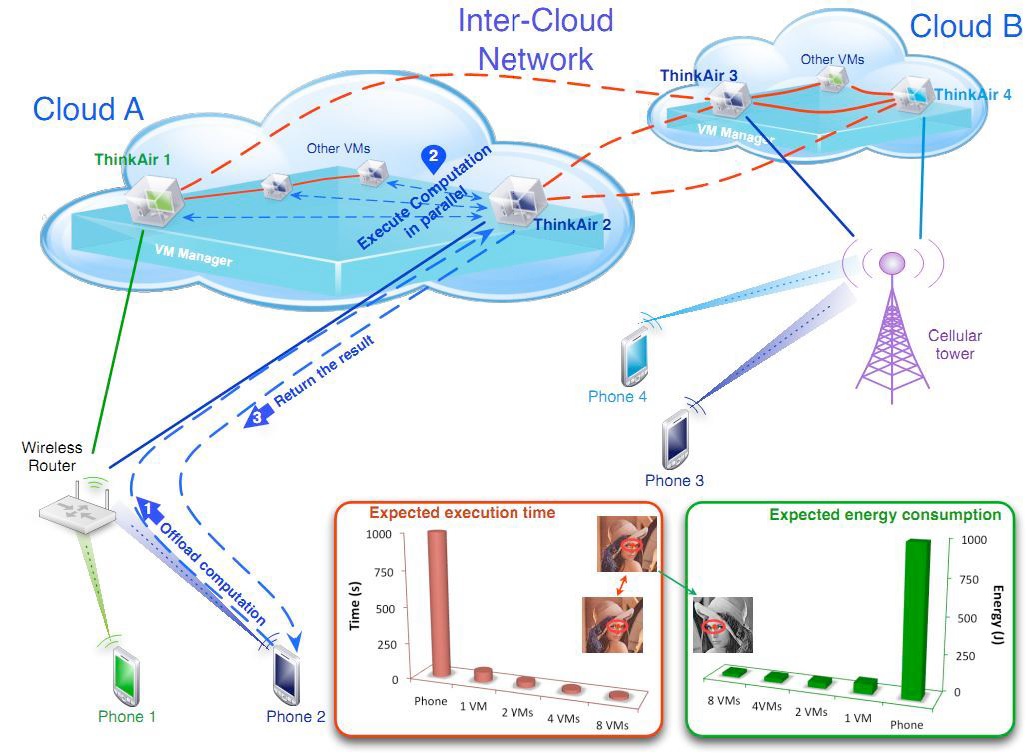 Inter-Cloud
Network
Cloud B
Cloud A
ThinkAir 3
Other VMs
ThinkAir 4
VM Manager
ThinkAir 1
Other VMs
2
Execute Computation
in parallel
ThinkAir 2
VM Manager
Cellular
tower
3 Return the result
Phone 4
Wireless
Router
Phone 3
1 Offload computation
Phone 1
Phone 2
Expected execution time
1000
750
500
250
0
Time (s)
Phone
1 VM
2 VMs
4 VMs
8 VMs
Expected energy consumption
1000
750
500
250
0
Energy (J)
8 VMs
4VMs
2 VMs
1 VM
Phone